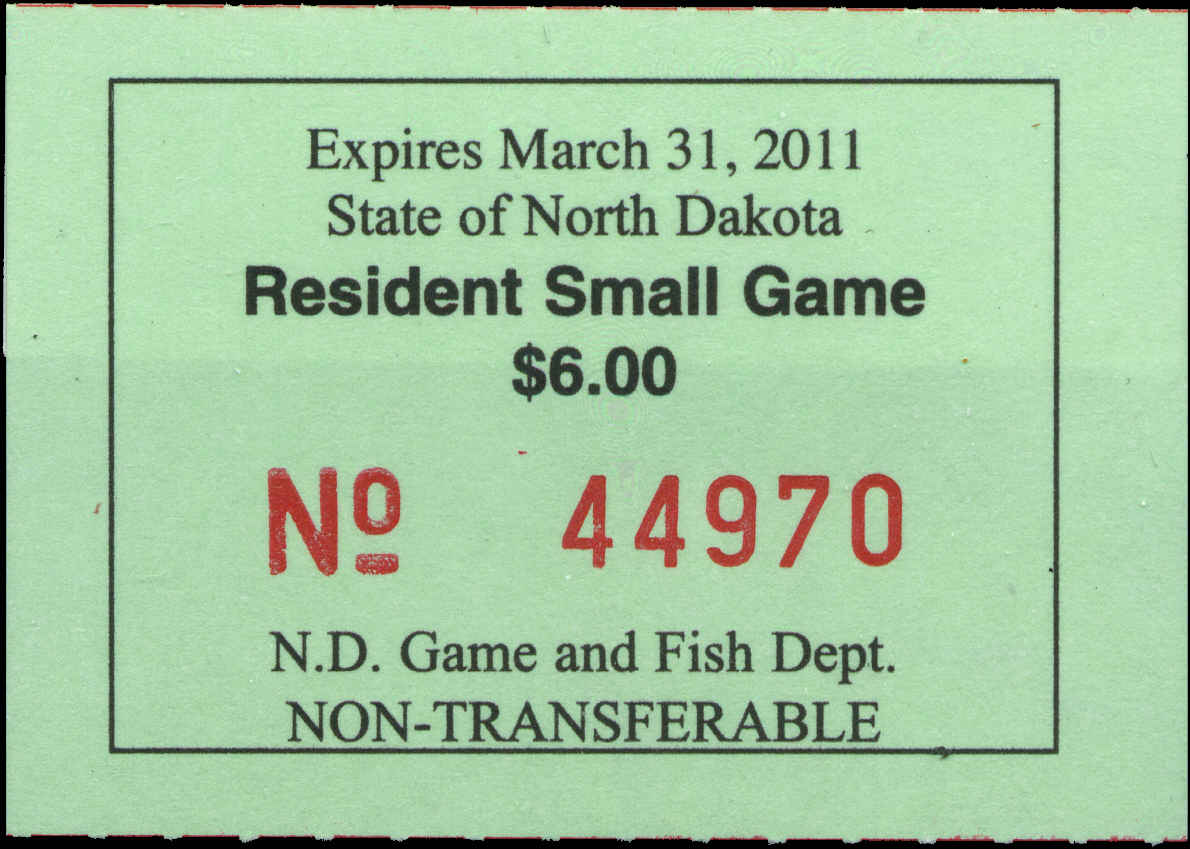 Expires March 31, 2011
State of North Dakota
Resident Small Game
$6.00
Nº 44970
N.D. Game and Fish Dept.
NON-TRANSFERABLE